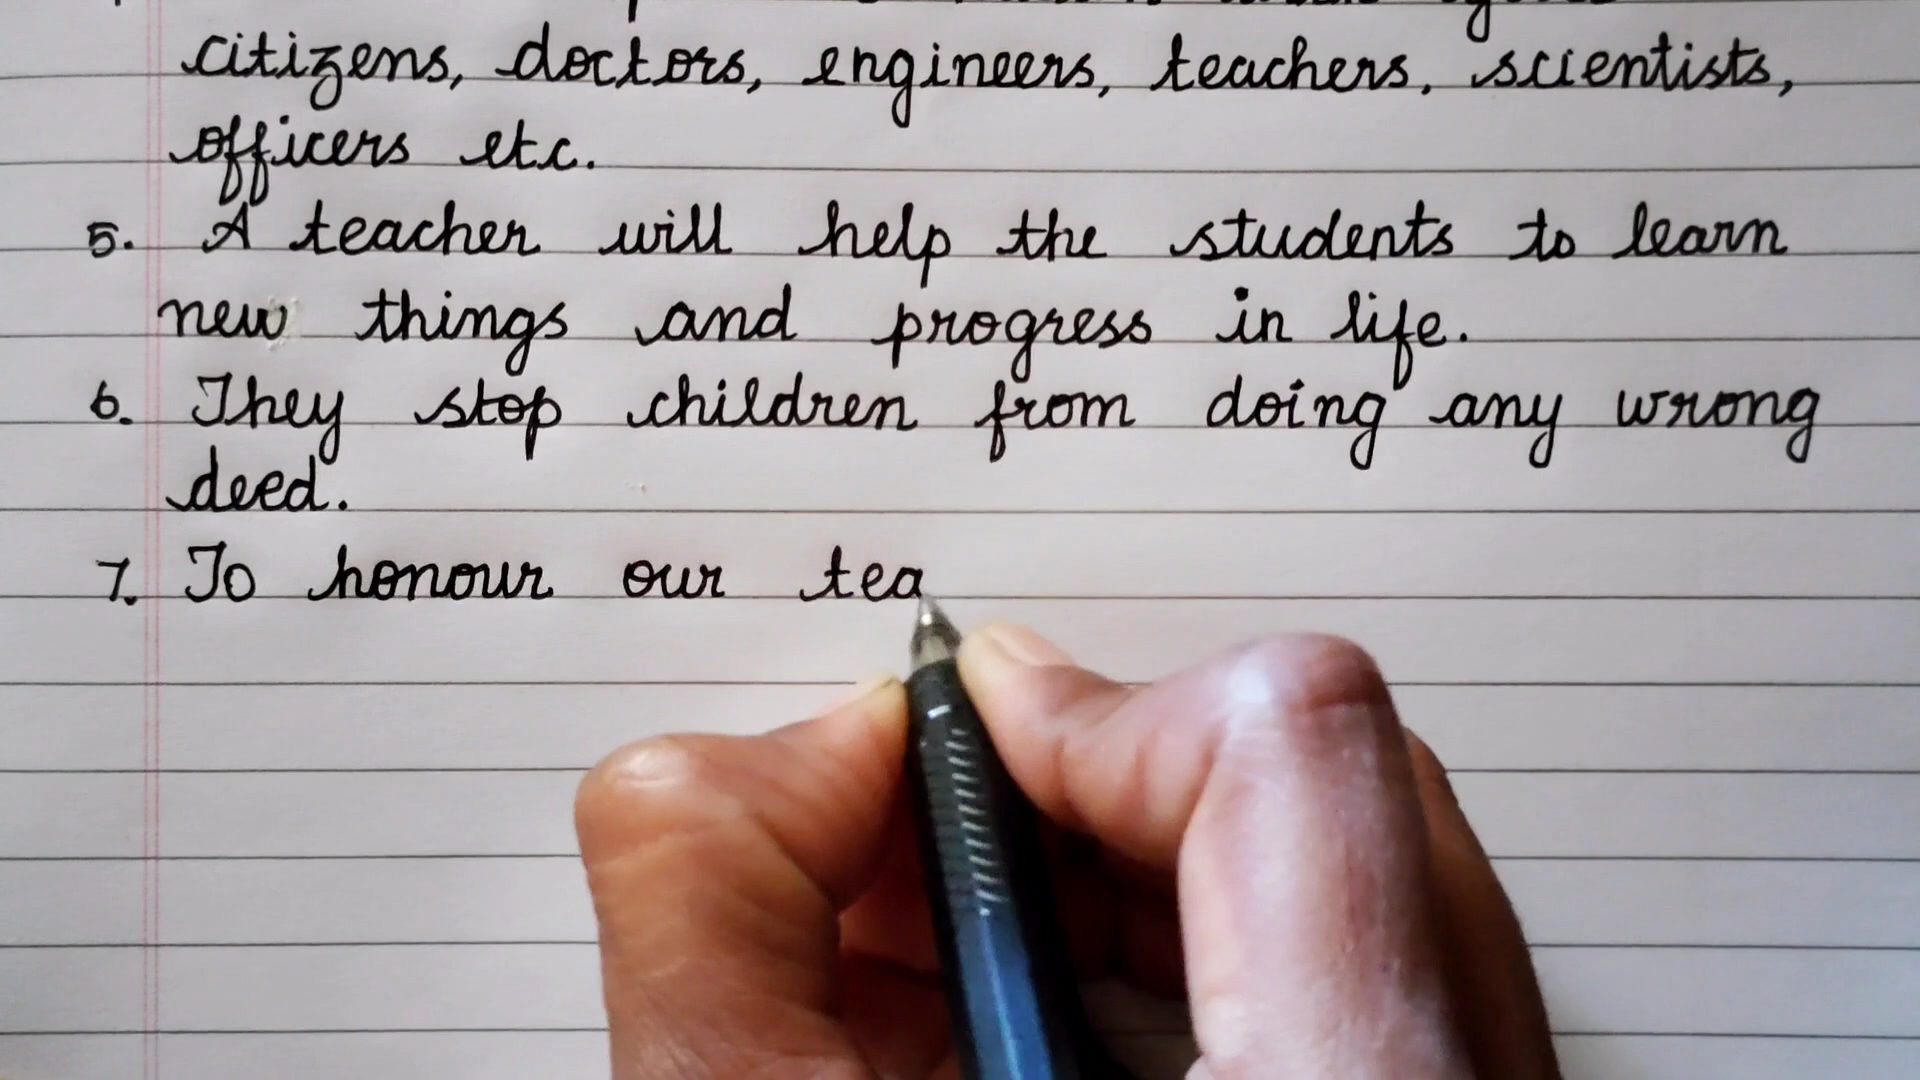 citizens, doctors, engineers, teachers, scientists,
officers etc.
5. A teacher will help the students to learn
new things and progress in life.
6. They stop children from doing any wrong
deed.
7. To honour our tea